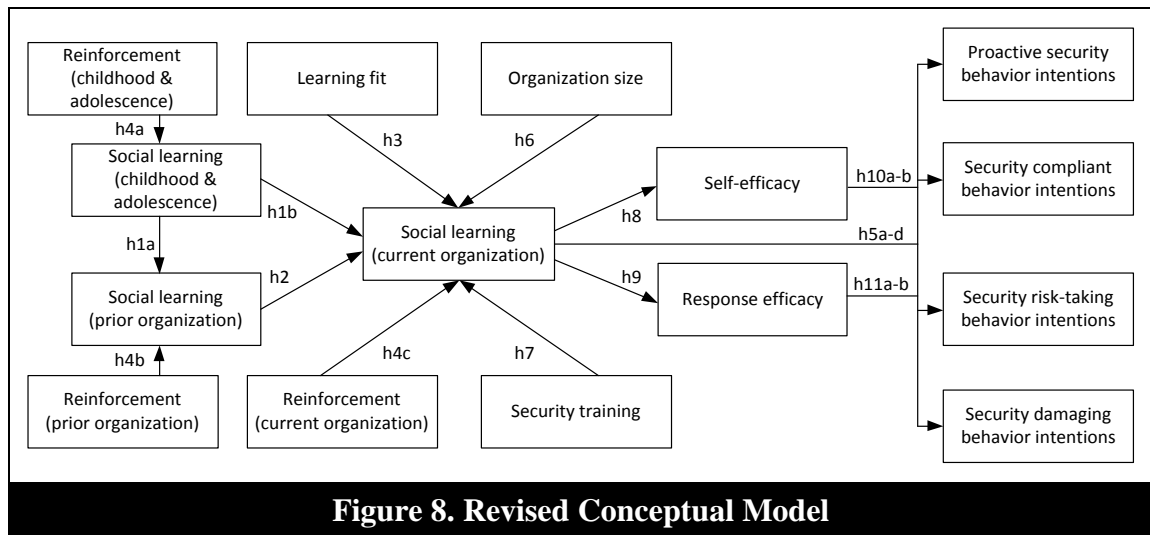 Reinforcement
(childhood &
adolescence)
h4a
Social learning
(childhood &
adolescence)
h1a
h1b
Social learning
(prior organization)
h2
h4b
Reinforcement
(prior organization)
Learning fit
h3
Organization size
h6
Social learning
(current organization)
h4c
Reinforcement
(current organization)
h7
Security training
h8
Self-efficacy
h10a-b
h5a-d
h9
Response efficacy
h11a-b
Proactive security
behavior intentions
Security compliant
behavior intentions
Security risk-taking
behavior intentions
Security damaging
behavior intentions
Figure 8. Revised Conceptual Model